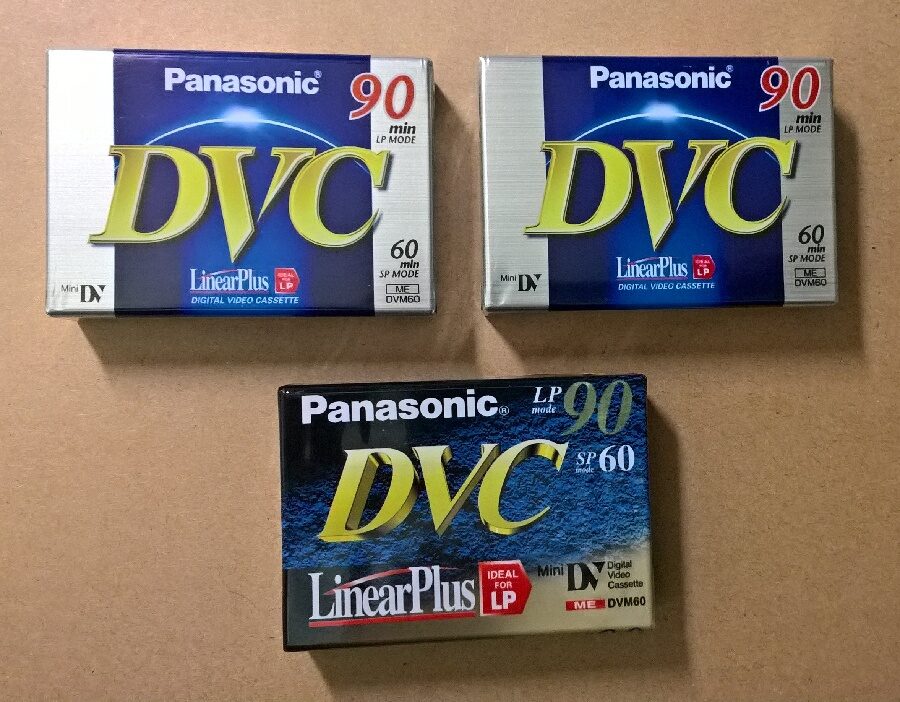 Panasonic®
90
min
LP MODE
DVC
60
min
SP MODE
LinearPlus
IDEAL FOR LP
DIGITAL VIDEO CASSETTE
Mini DV
ME
DVM60
Panasonic®
90
min
LP MODE
DVC
60
min
SP MODE
LinearPlus
IDEAL FOR LP
DIGITAL VIDEO CASSETTE
Mini DV
ME
DVM60
Panasonic®
LP mode 90
DVC
SP mode 60
LinearPlus
IDEAL
FOR
LP
Mini DV
Digital
Video
Cassette
ME DVM60